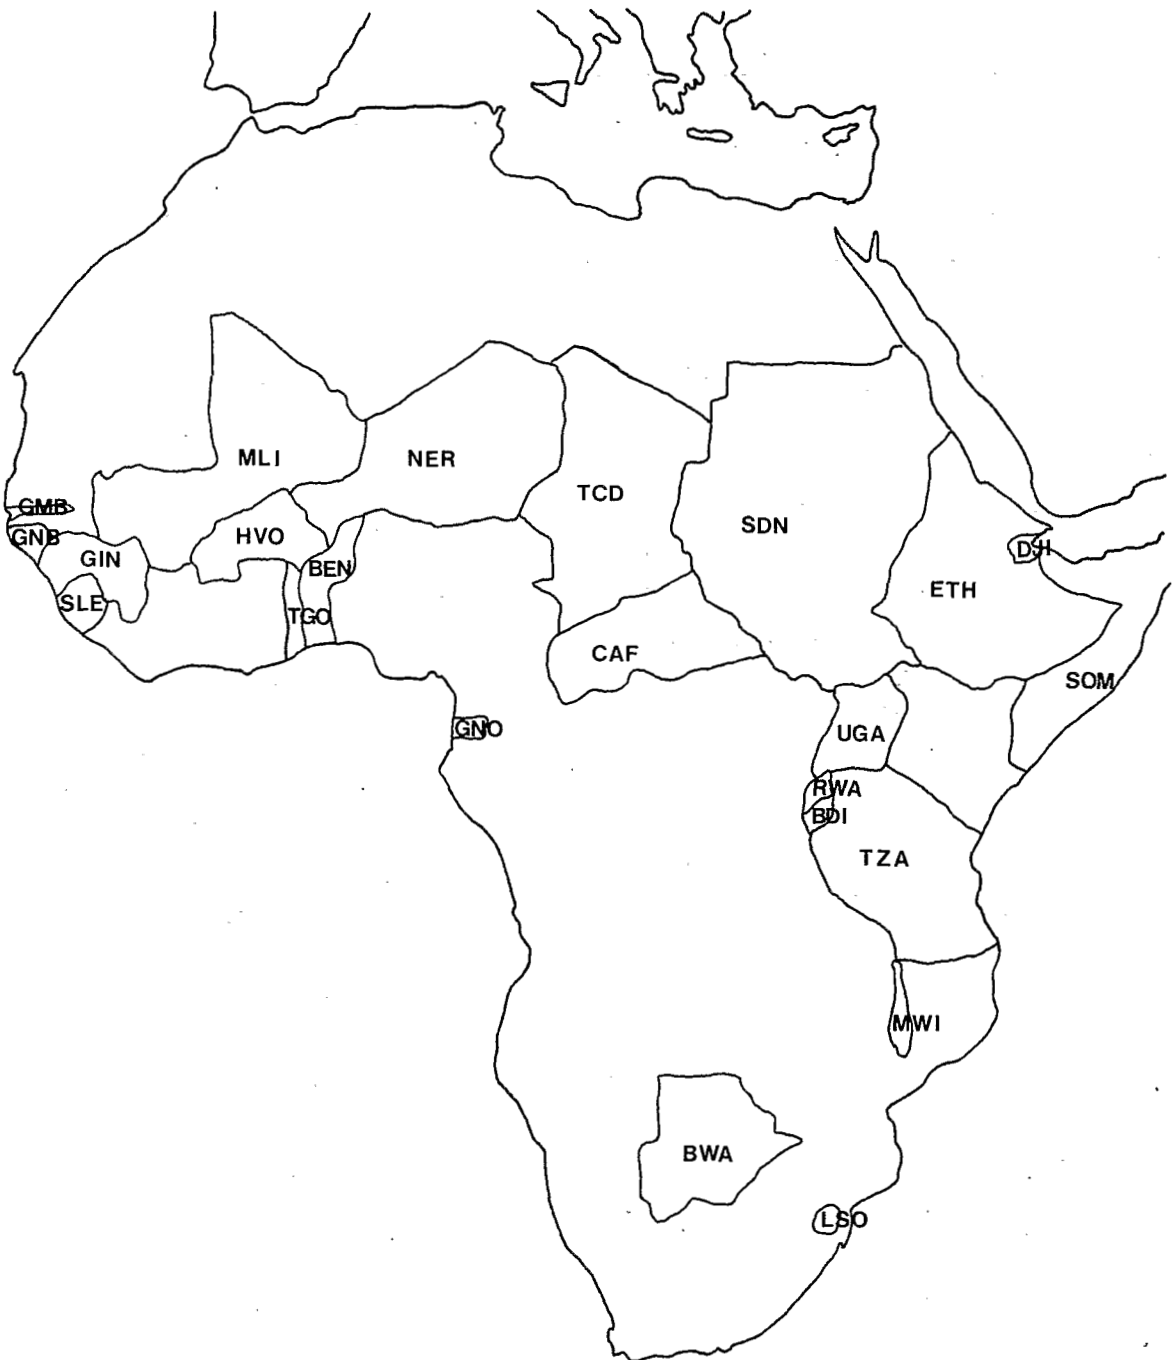 MLI
NER
TCD
SDN
GMB
GNB
HVO
GIN
BEN
DJI
ETH
SLE
TGO
CAF
SOM
GNO
UGA
RWA
BDI
TZA
MWI
BWA
LSO